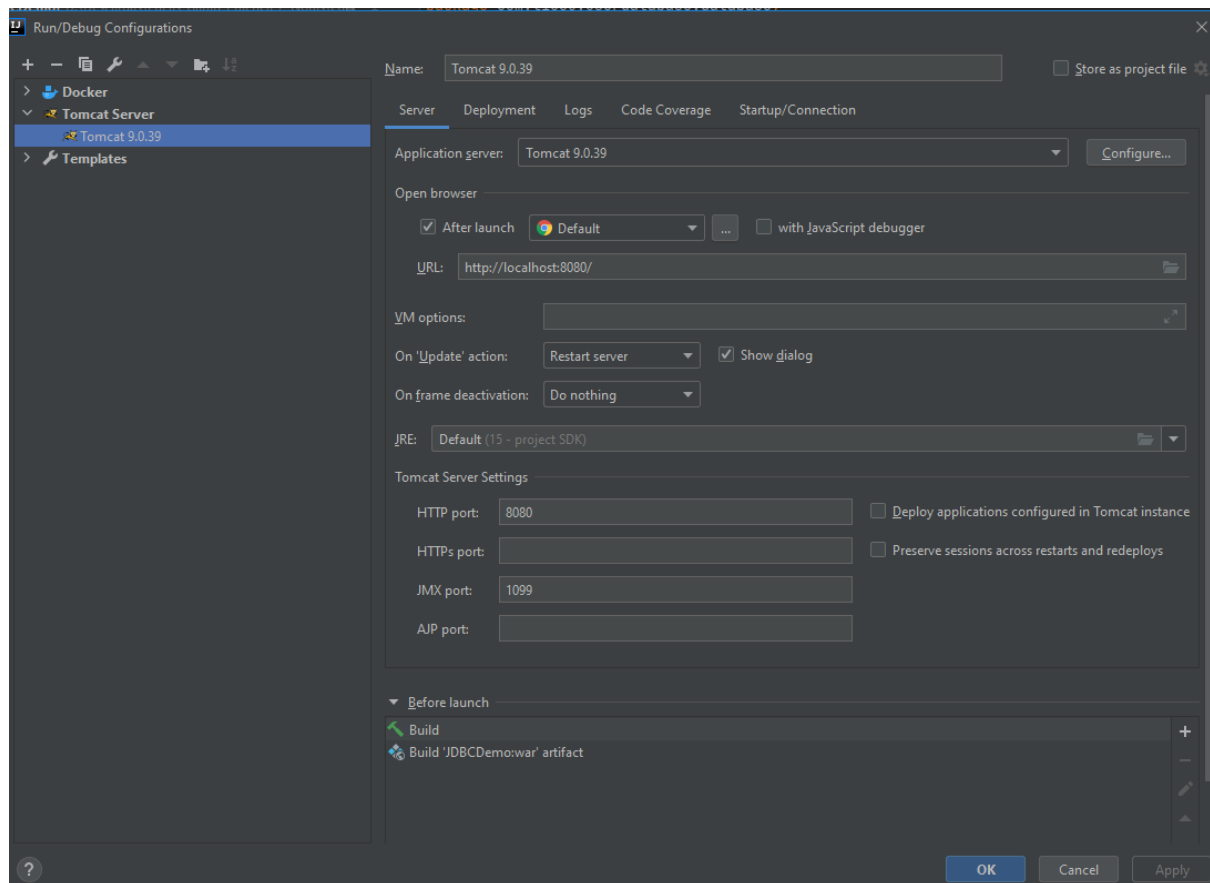 IJ Run/Debug Configurations
Name: Tomcat 9.0.39 Store as project file
Docker
Tomcat Server
Tomcat 9.0.39
Templates
Server Deployment Logs Code Coverage Startup/Connection
Application server: Tomcat 9.0.39 Configure...
Open browser
After launch Default ... with JavaScript debugger
URL: http://localhost:8080/
VM options:
On 'Update' action: Restart server Show dialog
On frame deactivation: Do nothing
JRE: Default (15 - project SDK)
Tomcat Server Settings
HTTP port: 8080 Deploy applications configured in Tomcat instance
HTTPs port: Preserve sessions across restarts and redeploys
JMX port: 1099
AJP port:
Before launch
Build
Build 'JDBCDemo:war' artifact
? OK Cancel Apply